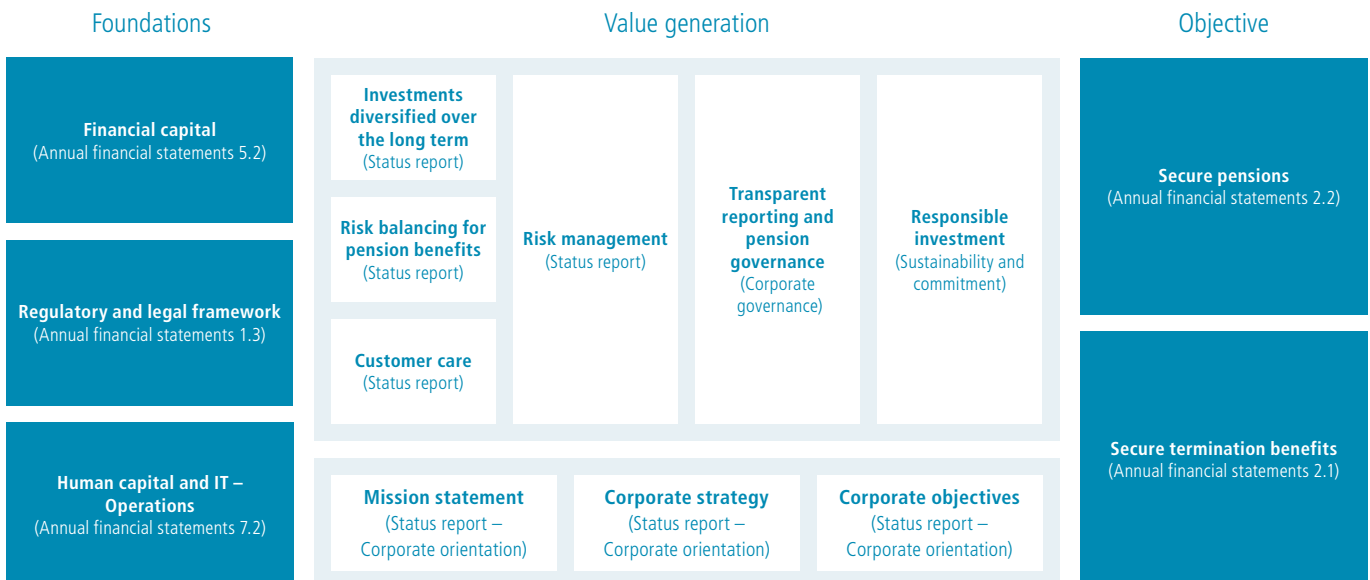 Foundations
Financial capital
(Annual financial statements 5.2)
Regulatory and legal framework
(Annual financial statements 1.3)
Human capital and IT –
Operations
(Annual financial statements 7.2)
Value generation
Investments
diversified over
the long term
(Status report)
Risk balancing for
pension benefits
(Status report)
Customer care
(Status report)
Risk management
(Status report)
Transparent
reporting and
pension
governance
(Corporate
governance)
Responsible
investment
(Sustainability and
commitment)
Mission statement
(Status report –
Corporate orientation)
Corporate strategy
(Status report –
Corporate orientation)
Corporate objectives
(Status report –
Corporate orientation)
Objective
Secure pensions
(Annual financial statements 2.2)
Secure termination benefits
(Annual financial statements 2.1)